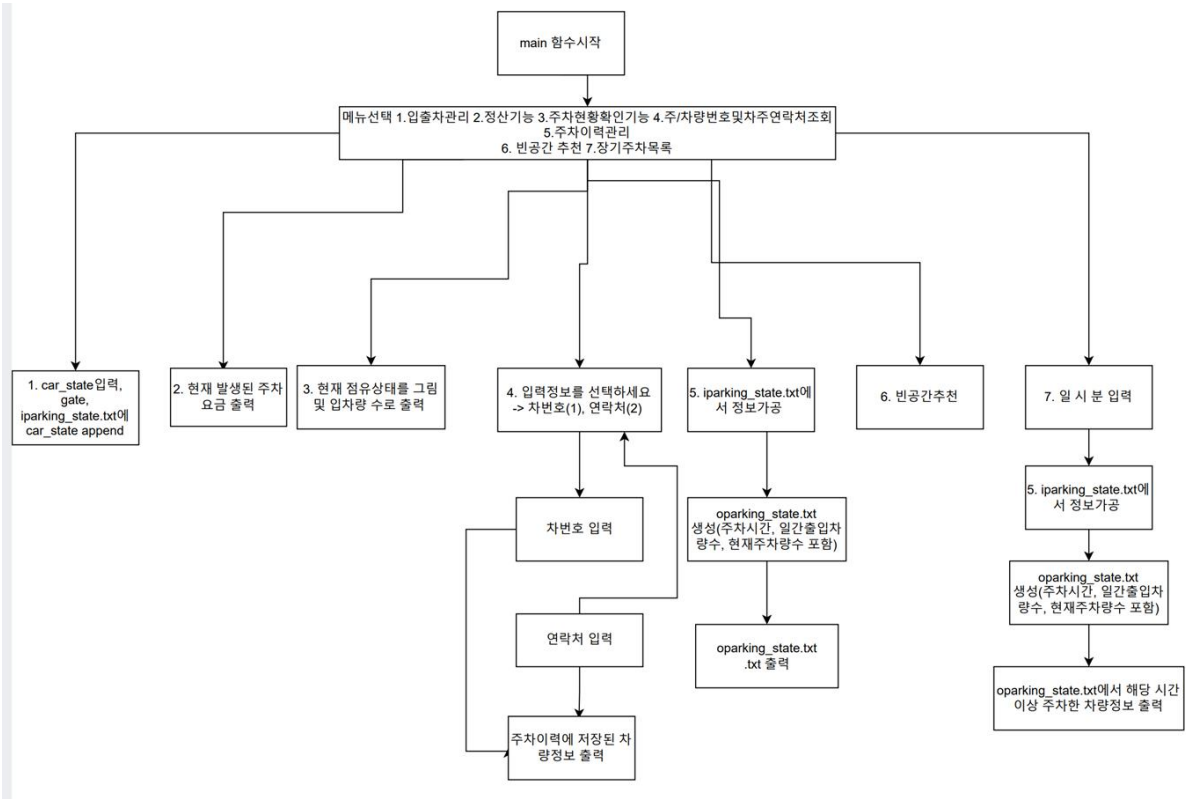 main 함수시작
메뉴선택 1.입출차관리 2.정산기능 3.주차현황확인기능 4.주/차량번호및차주연락처조회
5.주차이력관리
6. 빈공간 추천 7.장기주차목록
1. car_state입력,
gate,
iparking_state.txt에
car_state append
2. 현재 발생된 주차
요금 출력
3. 현재 점유상태를 그림
및 입차량 수로 출력
4. 입력정보를 선택하세요
-> 차번호(1), 연락처(2)
5. iparking_state.txt에
서 정보가공
6. 빈공간추천
7. 일 시 분 입력
차번호 입력
연락처 입력
주차이력에 저장된 차
량정보 출력
oparking_state.txt
생성(주차시간, 일간출입차
량수, 현재주차량수 포함)
oparking_state.txt
.txt 출력
5. iparking_state.txt에
서 정보가공
oparking_state.txt
생성(주차시간, 일간출입차
량수, 현재주차량수 포함)
oparking_state.txt에서 해당 시간
이상 주차한 차량정보 출력